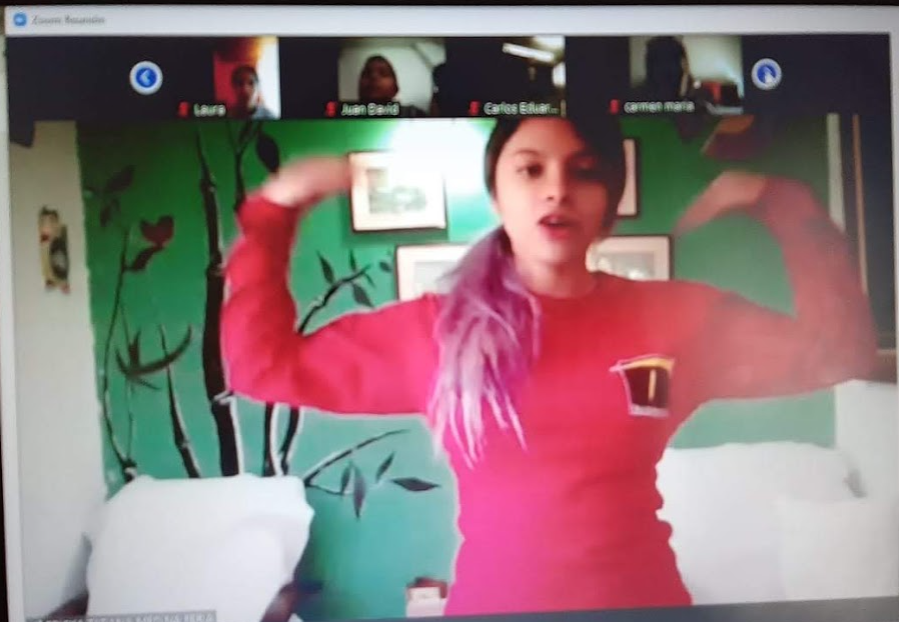 Zoom Reunión
Laura
Juan David
Carlos Eduar...
carmen maria